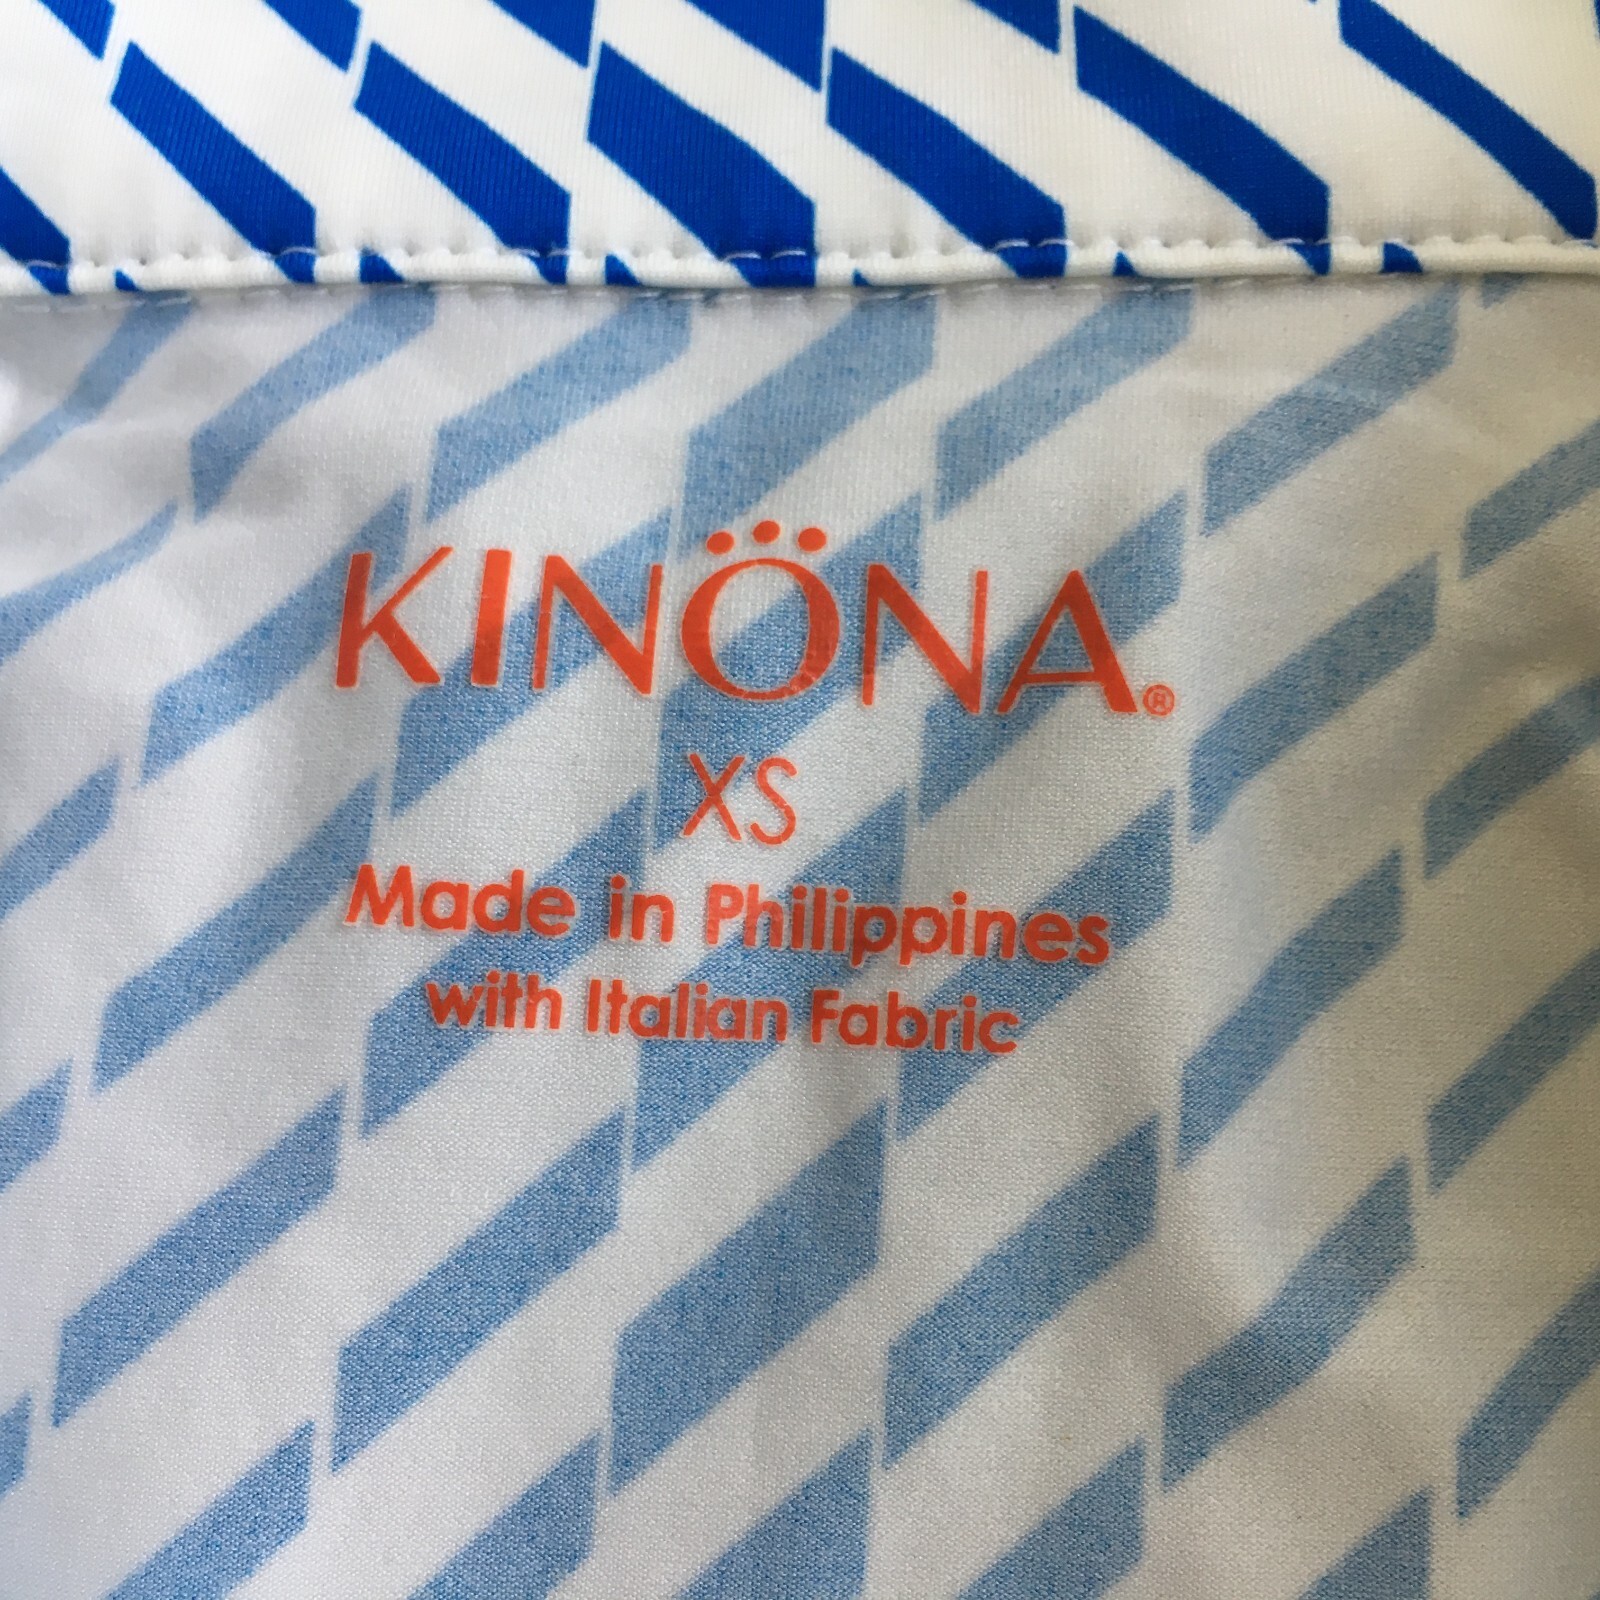 KINÖNA®
XS
Made in Philippines
with Italian Fabric